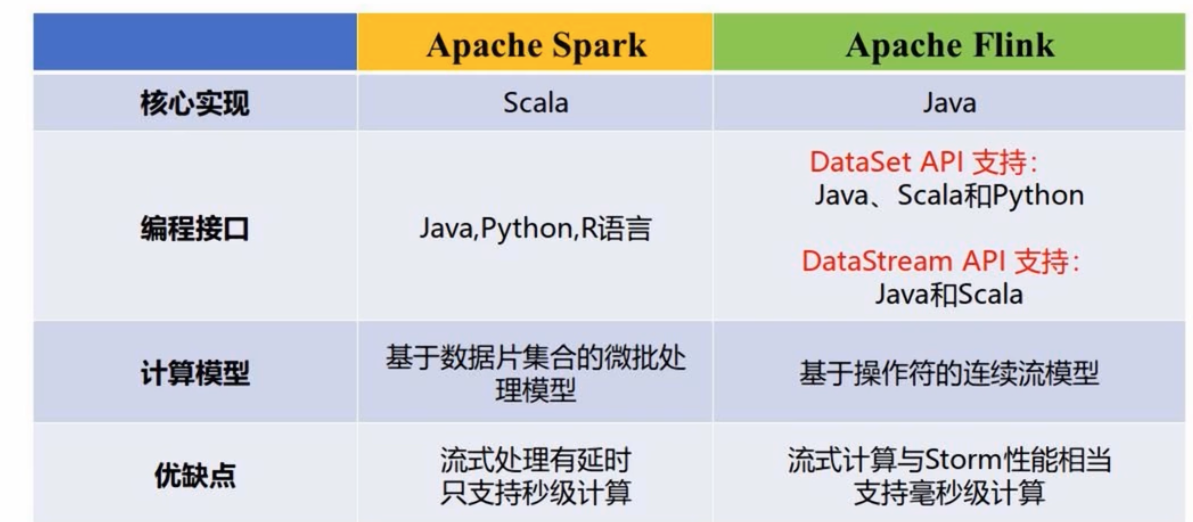 Apache Spark
Apache Flink
核心实现
Scala
Java
编程接口
Java,Python,R语言
DataSet API 支持：
Java、Scala和Python
DataStream API 支持：
Java和Scala
计算模型
基于数据片集合的微批处
理模型
基于操作符的连续流模型
优缺点
流式处理有延时
只支持秒级计算
流式计算与Storm性能相当
支持毫秒级计算